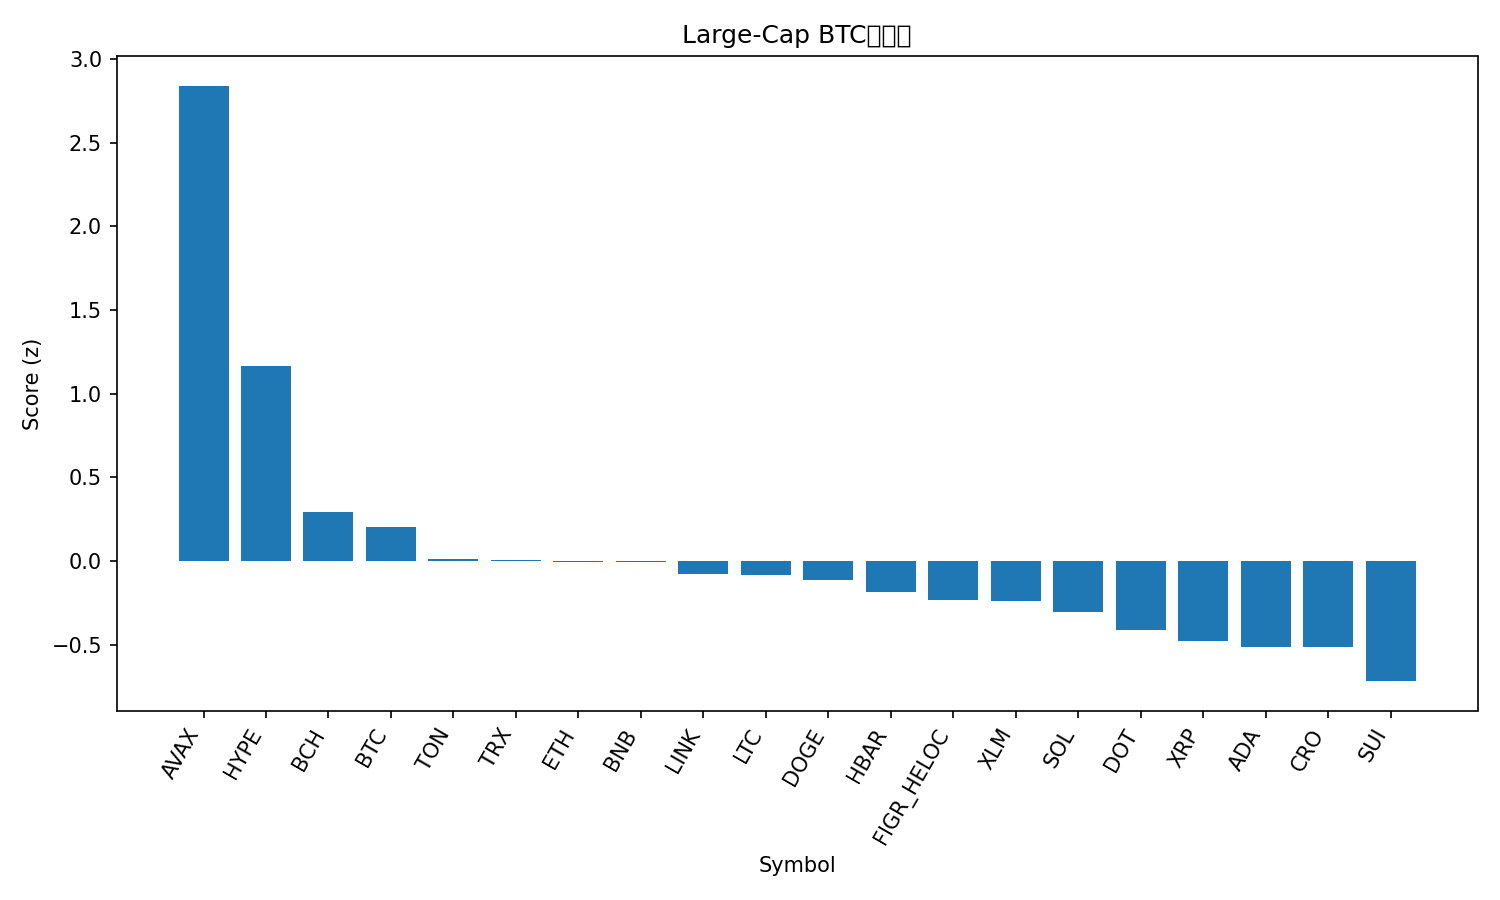 Large-Cap BTC
Score (z)
3.0
2.5
2.0
1.5
1.0
0.5
0.0
−0.5
AVAX
HYPE
BCH
BTC
TON
TRX
ETH
BNB
LINK
LTC
DOGE
HBAR
FIGR_HELOC
XLM
SOL
DOT
XRP
ADA
CRO
SUI
Symbol